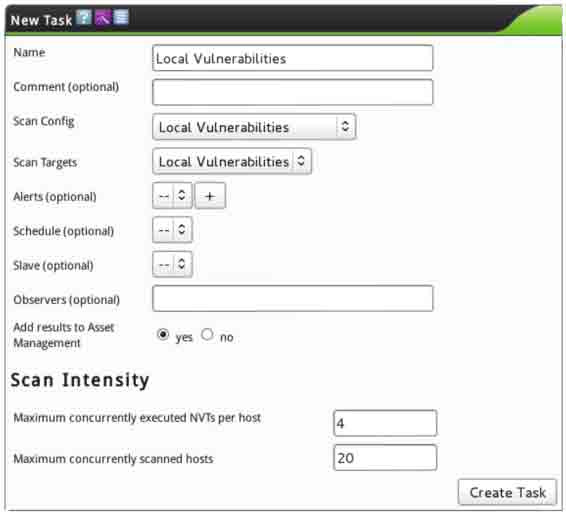 New Task ?
Name Local Vulnerabilities
Comment (optional)
Scan Config Local Vulnerabilities
Scan Targets Local Vulnerabilities
Alerts (optional) -- +
Schedule (optional) --
Slave (optional) --
Observers (optional)
Add results to Asset
Management yes no
Scan Intensity
Maximum concurrently executed NVTs per host 4
Maximum concurrently scanned hosts 20
Create Task